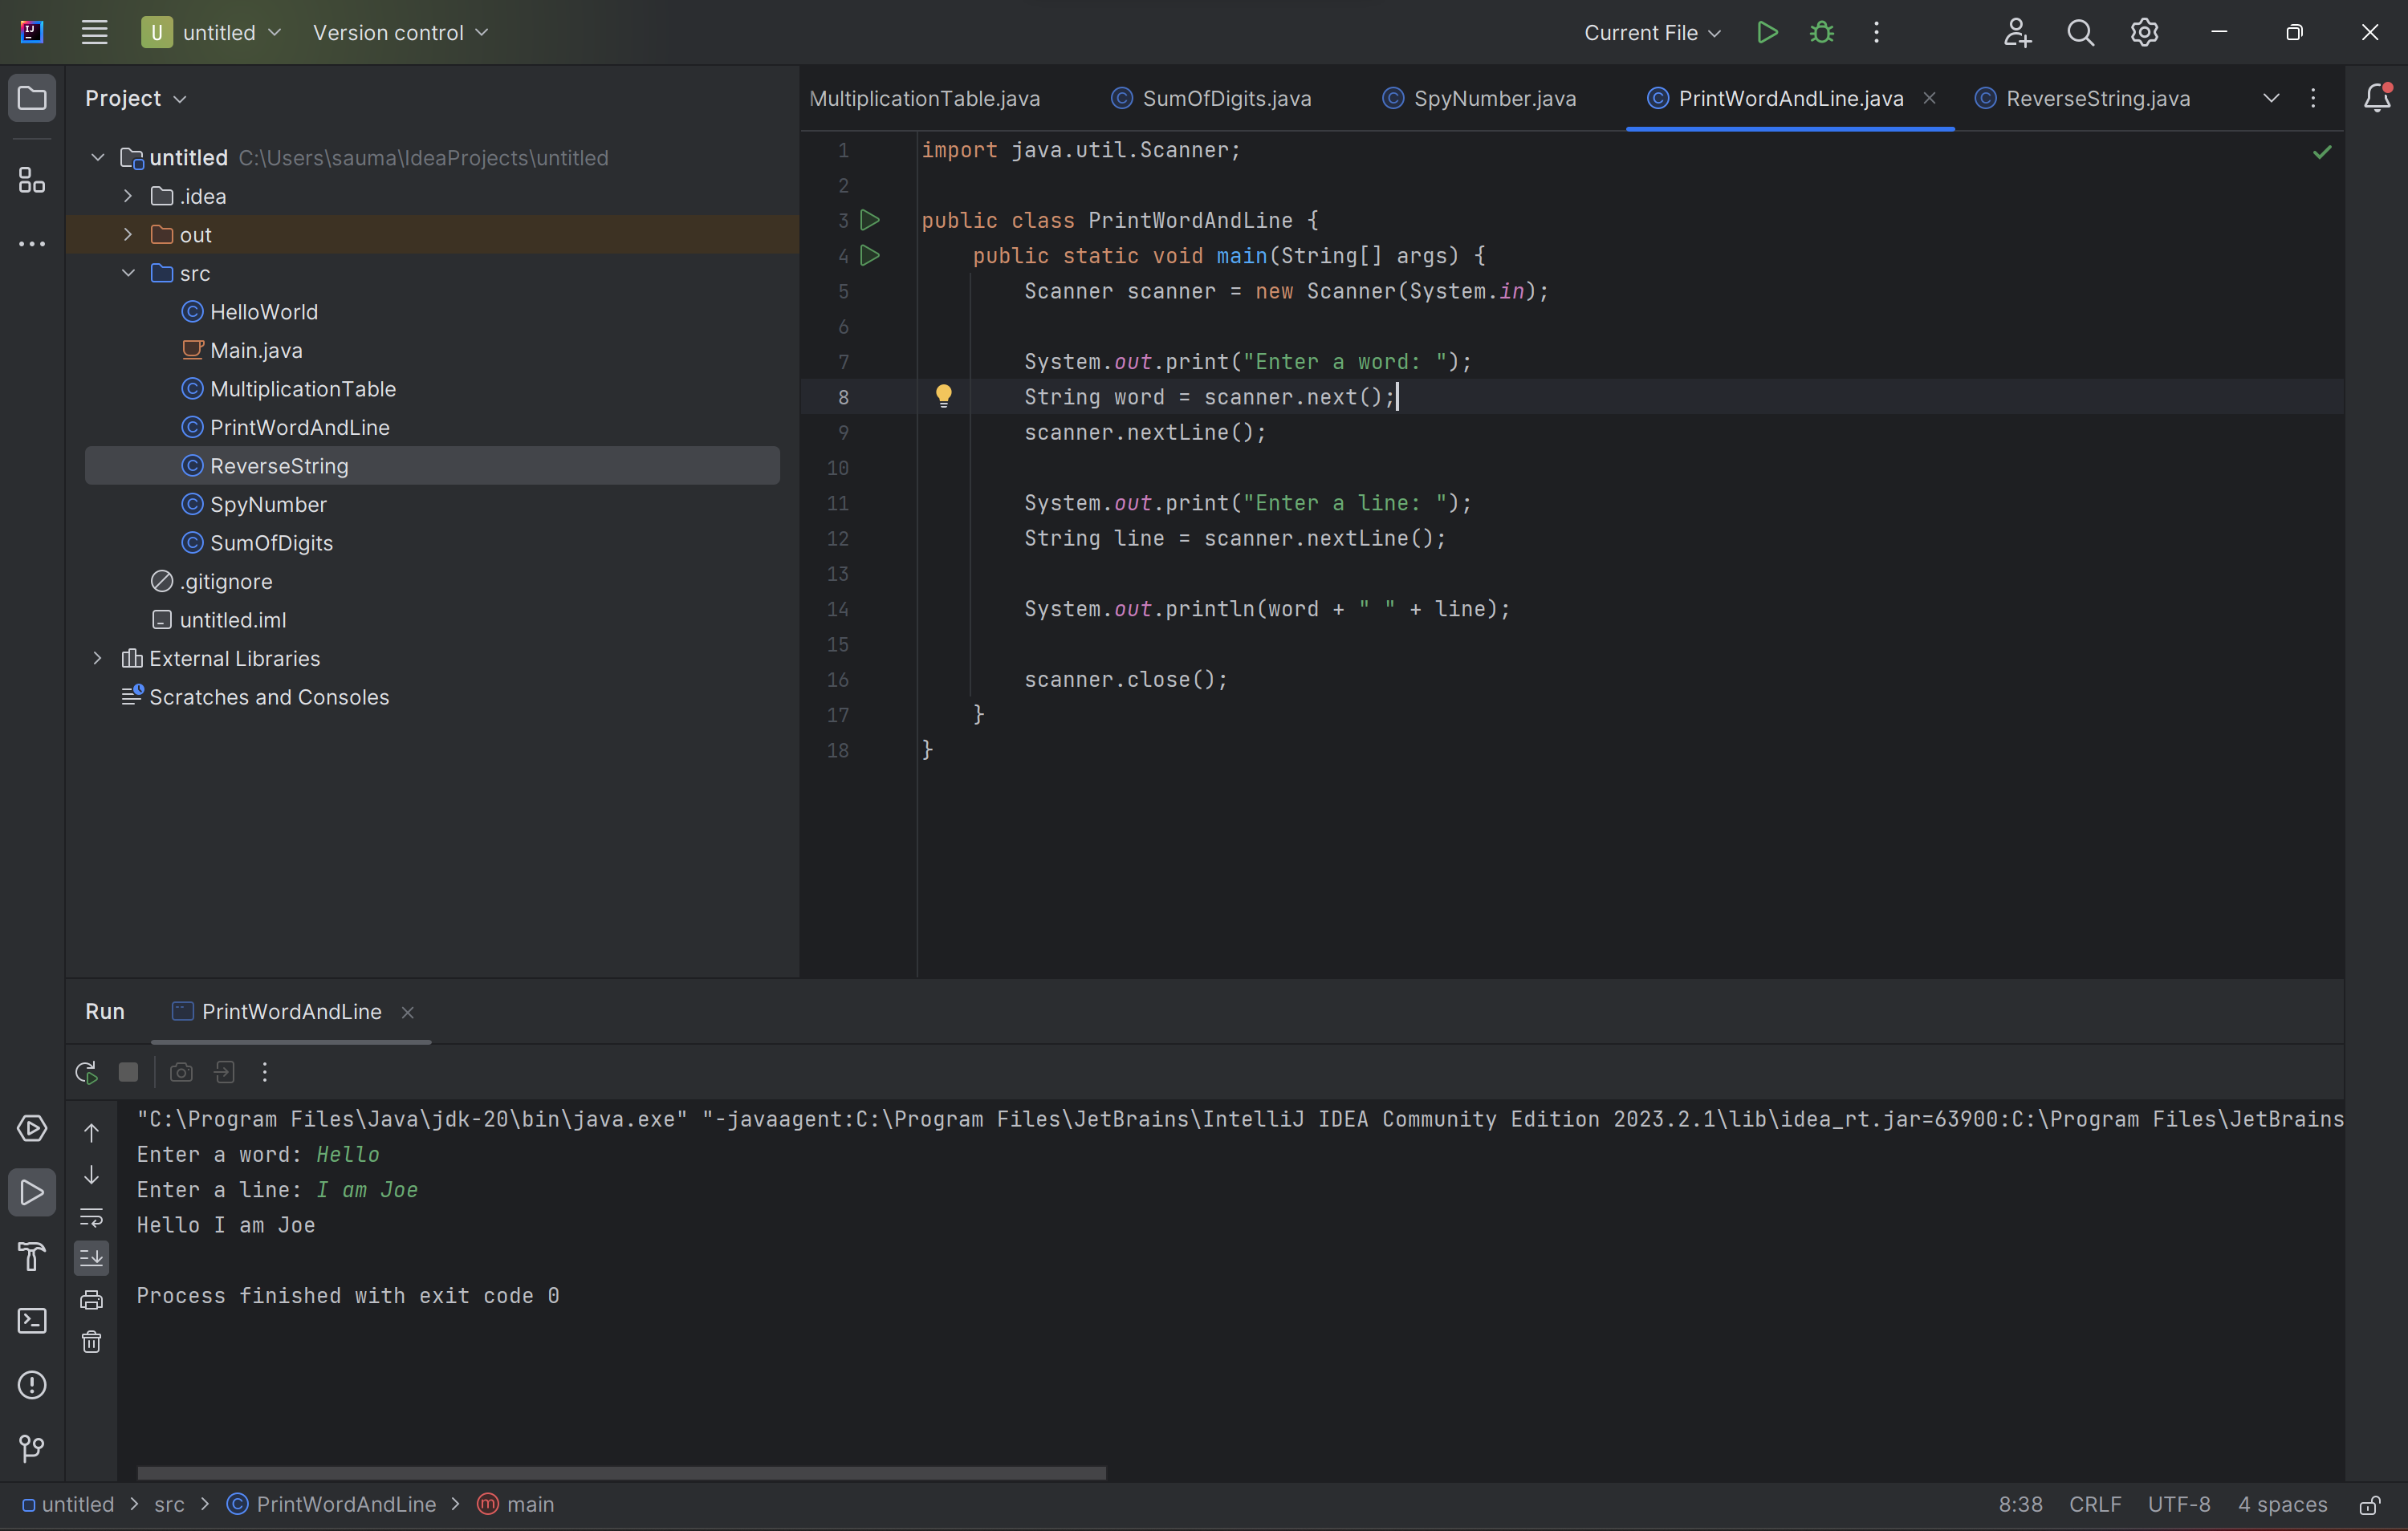 IJ
U untitled Version control Current File
Project
untitled C:\Users\sauma\IdeaProjects\untitled
.idea
out
src
HelloWorld
Main.java
MultiplicationTable
PrintWordAndLine
ReverseString
SpyNumber
SumOfDigits
.gitignore
untitled.iml
External Libraries
Scratches and Consoles
MultiplicationTable.java SumOfDigits.java SpyNumber.java PrintWordAndLine.java ReverseString.java
1 import java.util.Scanner;
2
3 public class PrintWordAndLine {
4     public static void main(String[] args) {
5         Scanner scanner = new Scanner(System.in);
6
7         System.out.print("Enter a word: ");
8         String word = scanner.next();
9         scanner.nextLine();
10
11         System.out.print("Enter a line: ");
12         String line = scanner.nextLine();
13
14         System.out.println(word + " " + line);
15
16         scanner.close();
17     }
18 }
Run PrintWordAndLine
"C:\Program Files\Java\jdk-20\bin\java.exe" "-javaagent:C:\Program Files\JetBrains\IntelliJ IDEA Community Edition 2023.2.1\lib\idea_rt.jar=63900:C:\Program Files\JetBrains
Enter a word: Hello
Enter a line: I am Joe
Hello I am Joe
Process finished with exit code 0
untitled > src > PrintWordAndLine > main 8:38 CRLF UTF-8 4 spaces